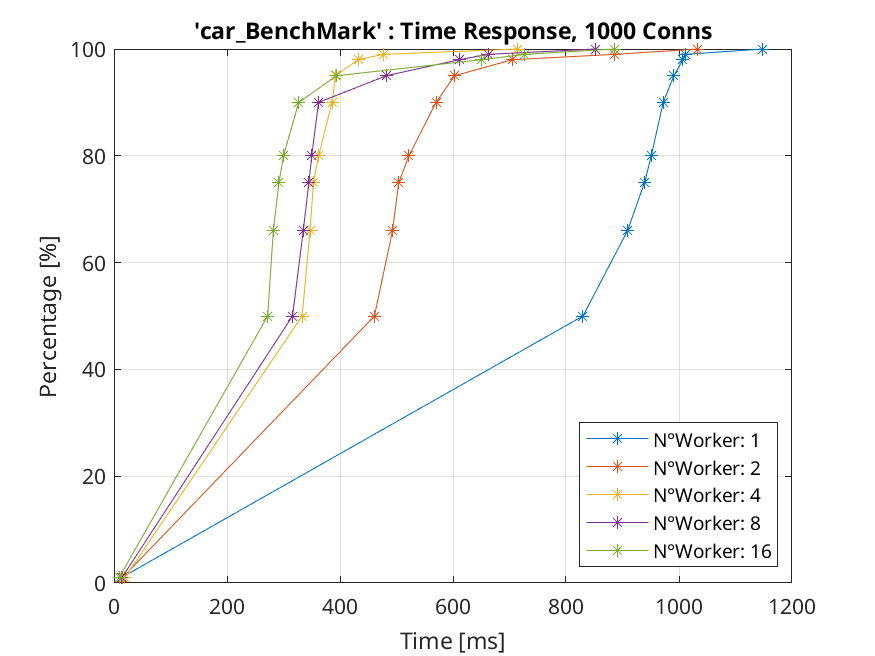 'car_BenchMark' : Time Response, 1000 Conns
100
80
60
40
20
0
Percentage [%]
0 200 400 600 800 1000 1200
Time [ms]
N°Worker: 1
N°Worker: 2
N°Worker: 4
N°Worker: 8
N°Worker: 16